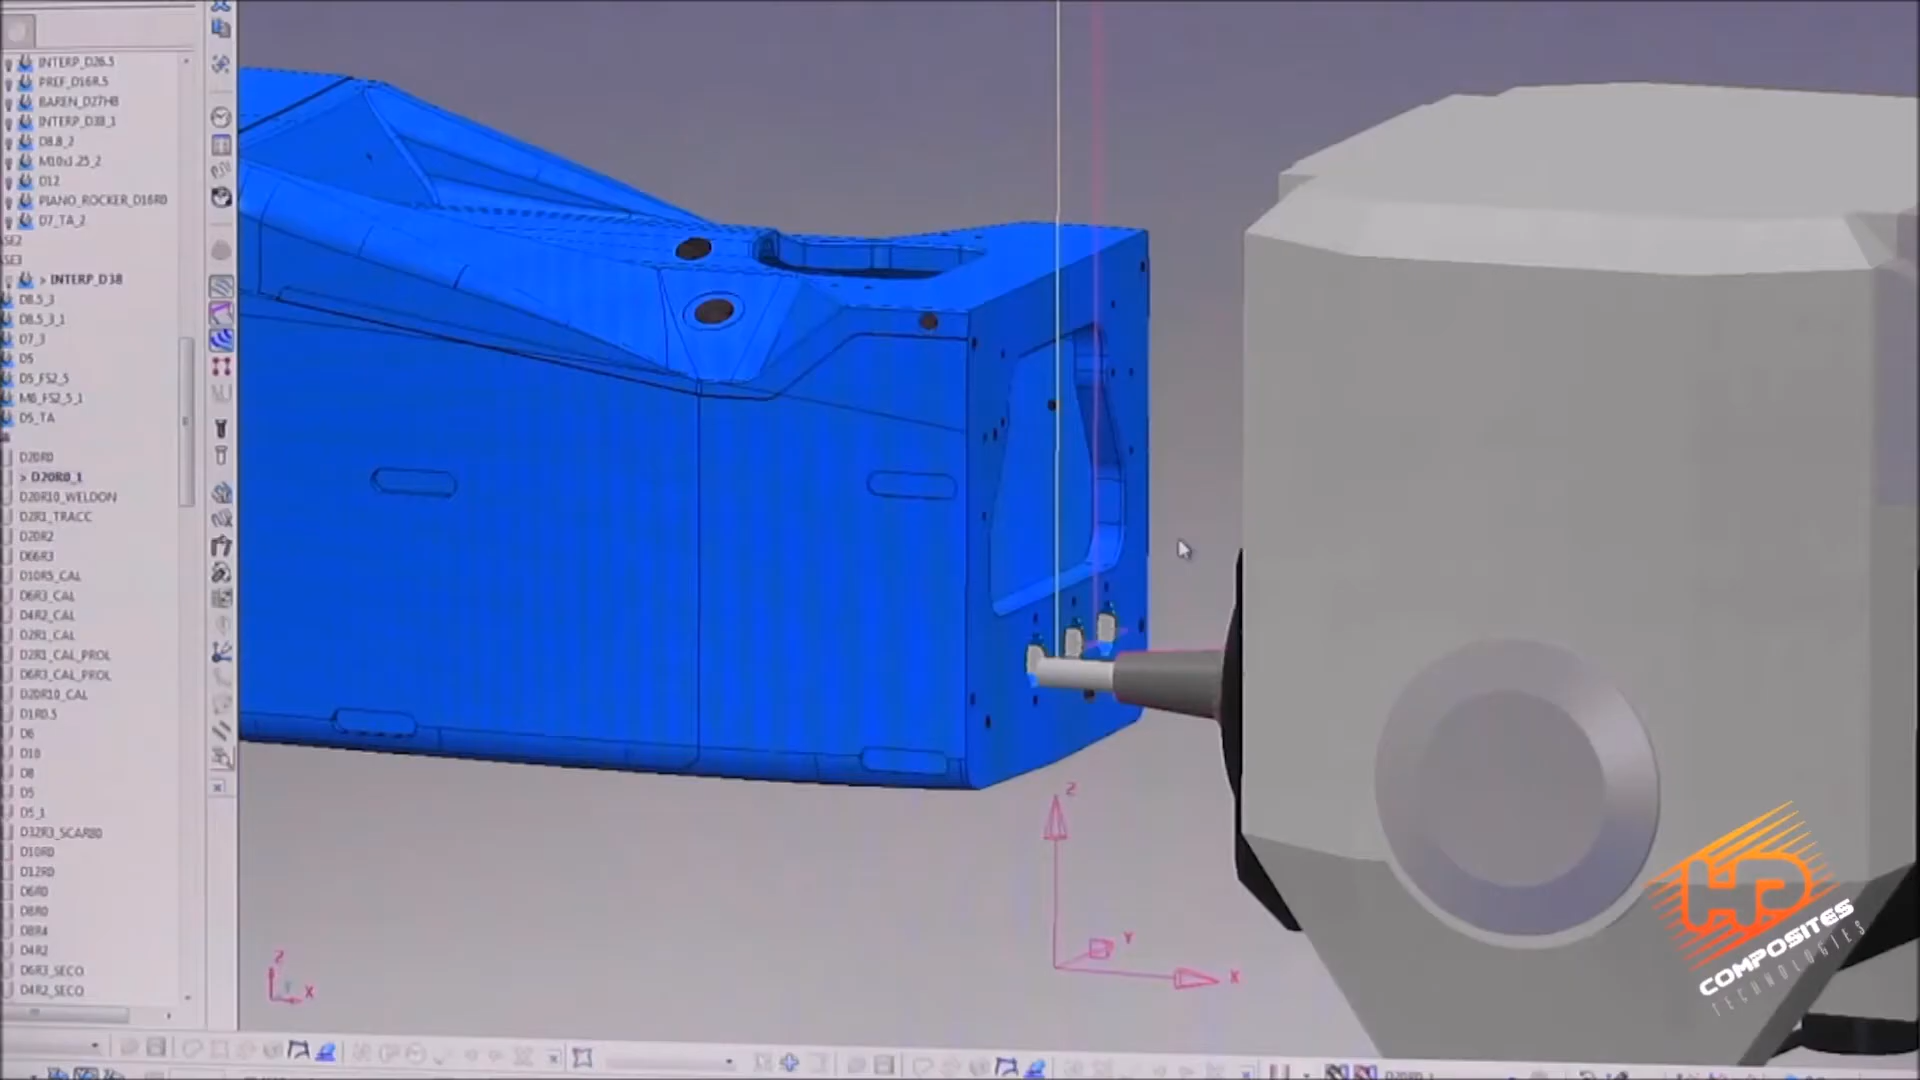 INTERP_D26.5
PREF_D16R.5
BAREN_D27H8
INTERP_D38_1
D8.8_2
M10x1.25_2
D12
PIANO_ROCKER_D16R0
D7_TA_2
> INTERP_D38
D8.5_3
D8.5_3_1
D7_3
D5
D5_FS2_5
M6_FS2_5_1
D5_TA
D20R0
> D20R0_1
D20R10_WELDON
D2R1_TRACC
D20R2
D66R3
D10R5_CAL
D6R3_CAL
D4R2_CAL
D2R1_CAL
D2R1_CAL_PROL
D6R3_CAL_PROL
D20R10_CAL
D1R0.5
D6
D10
D8
D5
D5_1
D32R3_SCAR80
D10R0
D12R0
D6R0
D8R0
D8R4
D4R2
D6R3_SECO
D4R2_SECO
Z
Y
X
Z
X
HP
COMPOSITES
TECHNOLOGIES